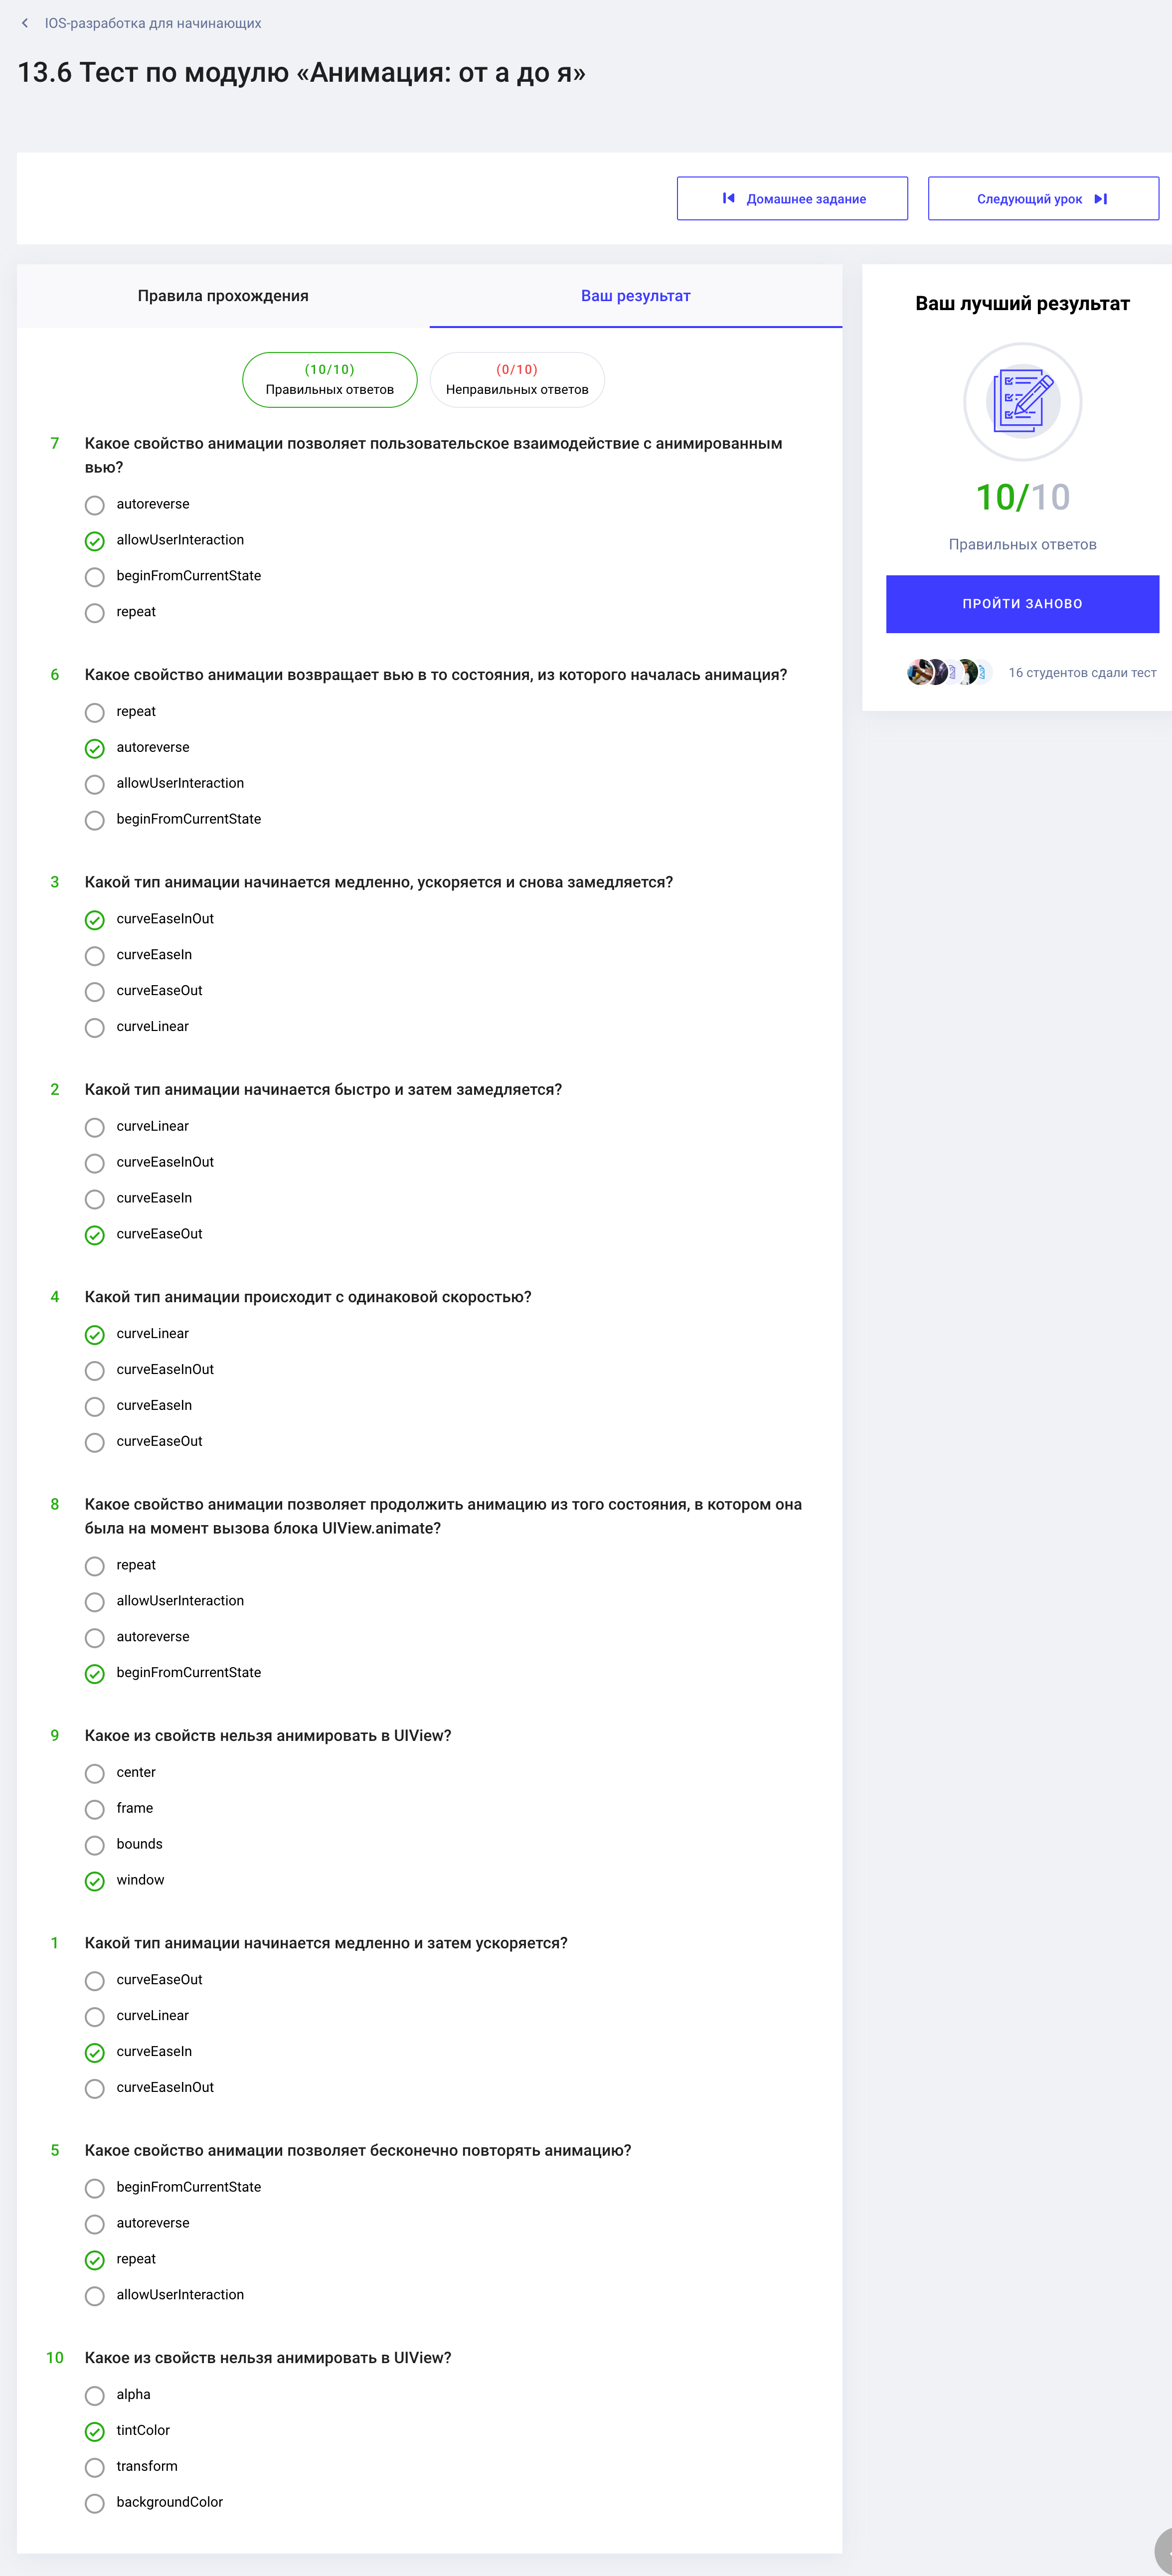 IOS-разработка для начинающих
13.6 Тест по модулю «Анимация: от а до я»
Домашнее задание
Следующий урок
Правила прохождения
Ваш результат
(10/10)
Правильных ответов
(0/10)
Неправильных ответов
7
Какое свойство анимации позволяет пользовательское взаимодействие с анимированным
вью?
autoreverse
allowUserInteraction
beginFromCurrentState
repeat
6
Какое свойство анимации возвращает вью в то состояния, из которого началась анимация?
repeat
autoreverse
allowUserInteraction
beginFromCurrentState
3
Какой тип анимации начинается медленно, ускоряется и снова замедляется?
curveEaseInOut
curveEaseIn
curveEaseOut
curveLinear
2
Какой тип анимации начинается быстро и затем замедляется?
curveLinear
curveEaseInOut
curveEaseIn
curveEaseOut
4
Какой тип анимации происходит с одинаковой скоростью?
curveLinear
curveEaseInOut
curveEaseIn
curveEaseOut
8
Какое свойство анимации позволяет продолжить анимацию из того состояния, в котором она
была на момент вызова блока UIView.animate?
repeat
allowUserInteraction
autoreverse
beginFromCurrentState
9
Какое из свойств нельзя анимировать в UIView?
center
frame
bounds
window
1
Какой тип анимации начинается медленно и затем ускоряется?
curveEaseOut
curveLinear
curveEaseIn
curveEaseInOut
5
Какое свойство анимации позволяет бесконечно повторять анимацию?
beginFromCurrentState
autoreverse
repeat
allowUserInteraction
10
Какое из свойств нельзя анимировать в UIView?
alpha
tintColor
transform
backgroundColor
Ваш лучший результат
10/10
Правильных ответов
ПРОЙТИ ЗАНОВО
16 студентов сдали тест